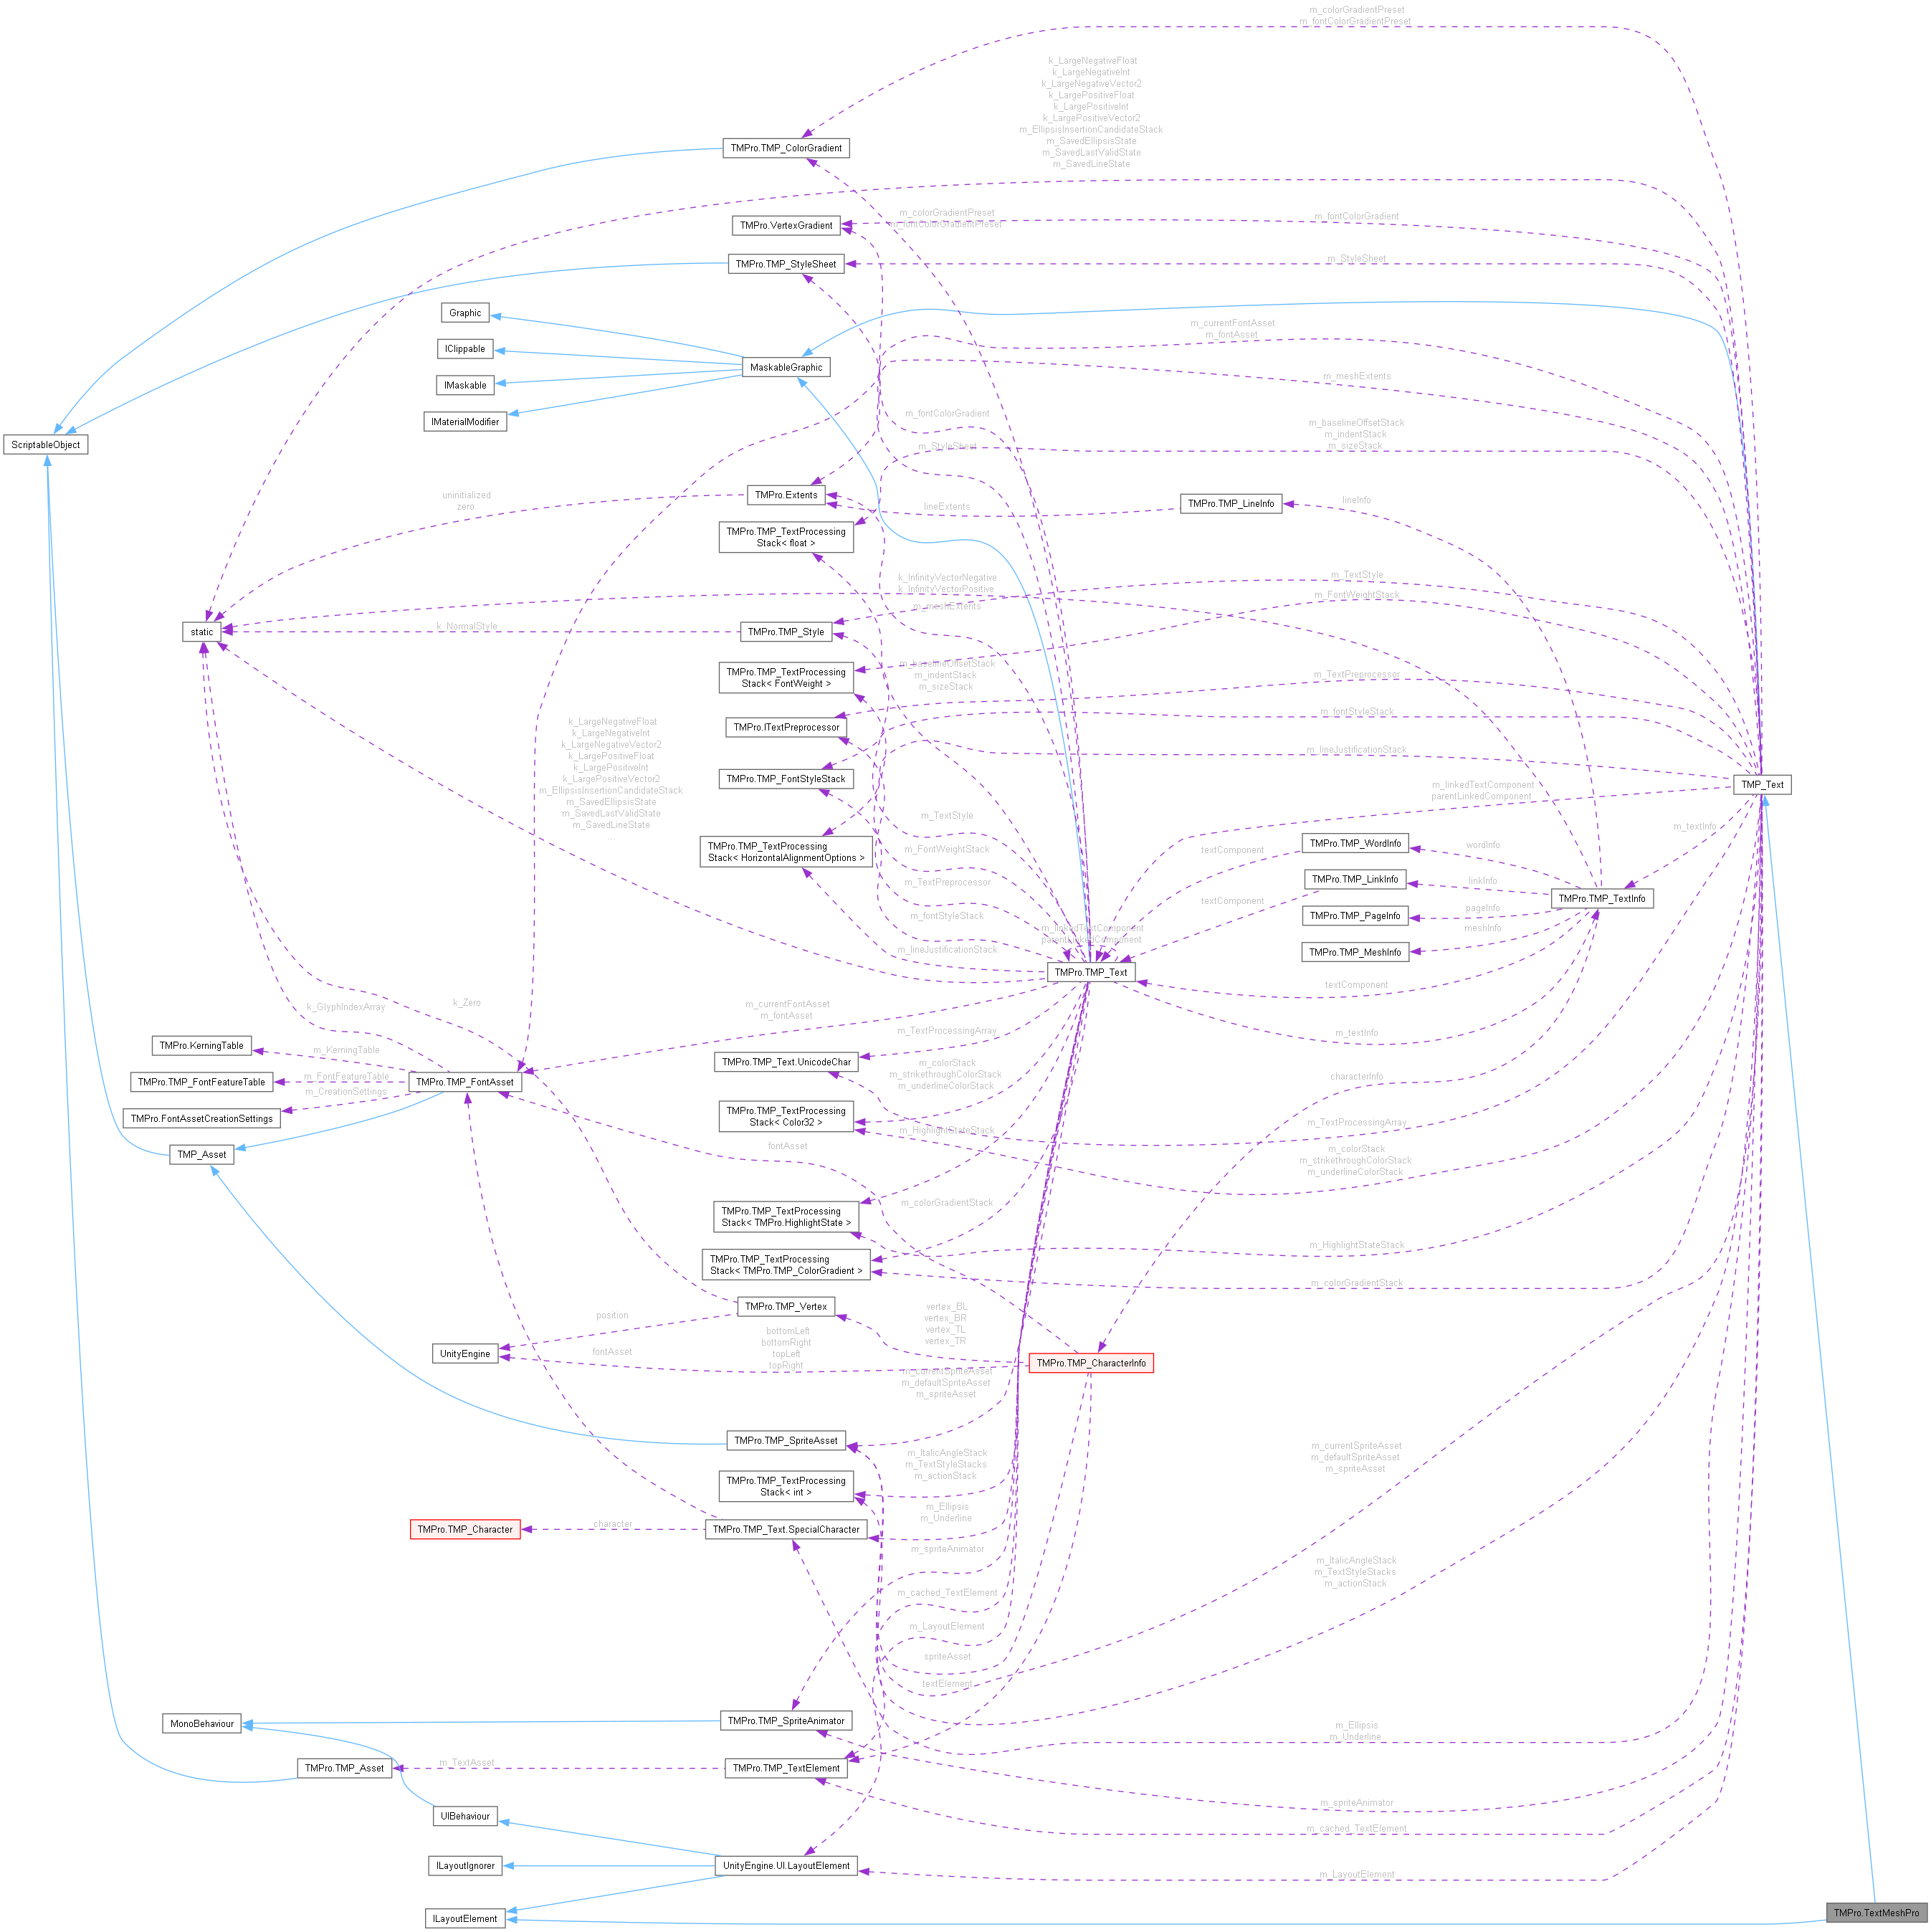 m_colorGradientPreset
m_fontColorGradientPreset
k_LargeNegativeFloat
k_LargeNegativeInt
k_LargeNegativeVector2
k_LargePositiveFloat
k_LargePositiveInt
k_LargePositiveVector2
m_EllipsisInsertionCandidateStack
m_SavedEllipsisState
m_SavedLastValidState
m_SavedLineState
TMPro.TMP_ColorGradient
m_colorGradientPreset
m_fontColorGradientPreset
TMPro.VertexGradient
m_fontColorGradient
TMPro.TMP_StyleSheet
m_StyleSheet
Graphic
IClippable
IMaskable
IMaterialModifier
MaskableGraphic
m_currentFontAsset
m_fontAsset
m_meshExtents
ScriptableObject
m_fontColorGradient
m_StyleSheet
m_baselineOffsetStack
m_indentStack
m_sizeStack
uninitialized
zero
TMPro.Extents
lineExtents
TMPro.TMP_LineInfo
lineInfo
TMPro.TMP_TextProcessing
Stack< float >
k_InfinityVectorNegative
k_InfinityVectorPositive
m_meshExtents
m_TextStyle
m_FontWeightStack
static
k_NormalStyle
TMPro.TMP_Style
TMPro.TMP_TextProcessing
Stack< FontWeight >
m_baselineOffsetStack
m_indentStack
m_sizeStack
m_TextPreprocessor
TMPro.ITextPreprocessor
m_fontStyleStack
k_LargeNegativeFloat
k_LargeNegativeInt
k_LargeNegativeVector2
k_LargePositiveFloat
k_LargePositiveInt
k_LargePositiveVector2
m_EllipsisInsertionCandidateStack
m_SavedEllipsisState
m_SavedLastValidState
m_SavedLineState
...
TMPro.TMP_FontStyleStack
m_lineJustificationStack
m_linkedTextComponent
parentLinkedComponent
TMP_Text
TMPro.TMP_TextProcessing
Stack< HorizontalAlignmentOptions >
m_TextStyle
m_FontWeightStack
m_TextPreprocessor
m_fontStyleStack
m_lineJustificationStack
textComponent
TMPro.TMP_WordInfo
wordInfo
m_textInfo
textComponent
TMPro.TMP_LinkInfo
linkInfo
TMPro.TMP_TextInfo
TMPro.TMP_PageInfo
pageInfo
TMPro.TMP_MeshInfo
meshInfo
m_linkedTextComponent
parentLinkedComponent
TMPro.TMP_Text
textComponent
m_textInfo
k_GlyphIndexArray
k_Zero
m_currentFontAsset
m_fontAsset
TMPro.KerningTable
m_KerningTable
TMPro.TMP_FontFeatureTable
m_FontFeatureTable
TMPro.FontAssetCreationSettings
m_CreationSettings
TMPro.TMP_FontAsset
m_TextProcessingArray
TMPro.TMP_Text.UnicodeChar
m_colorStack
m_strikethroughColorStack
m_underlineColorStack
characterInfo
TMPro.TMP_TextProcessing
Stack< Color32 >
m_HighlightStateStack
m_TextProcessingArray
fontAsset
TMP_Asset
m_colorStack
m_strikethroughColorStack
m_underlineColorStack
TMPro.TMP_TextProcessing
Stack< TMPro.HighlightState >
m_colorGradientStack
m_HighlightStateStack
TMPro.TMP_TextProcessing
Stack< TMPro.TMP_ColorGradient >
m_colorGradientStack
position
TMPro.TMP_Vertex
vertex_BL
vertex_BR
vertex_TL
vertex_TR
UnityEngine
fontAsset
bottomLeft
bottomRight
topLeft
topRight
TMPro.TMP_CharacterInfo
m_currentSpriteAsset
m_defaultSpriteAsset
m_spriteAsset
TMPro.TMP_SpriteAsset
m_ItalicAngleStack
m_TextStyleStacks
m_actionStack
m_currentSpriteAsset
m_defaultSpriteAsset
m_spriteAsset
TMPro.TMP_TextProcessing
Stack< int >
m_Ellipsis
m_Underline
TMPro.TMP_Character
character
TMPro.TMP_Text.SpecialCharacter
m_spriteAnimator
m_ItalicAngleStack
m_TextStyleStacks
m_actionStack
m_cached_TextElement
m_LayoutElement
spriteAsset
textElement
MonoBehaviour
TMPro.TMP_SpriteAnimator
m_Ellipsis
m_Underline
TMPro.TMP_Asset
m_TextAsset
TMPro.TMP_TextElement
m_spriteAnimator
UIBehaviour
m_cached_TextElement
ILayoutIgnorer
UnityEngine.UI.LayoutElement
m_LayoutElement
ILayoutElement
TMPro.TextMeshPro